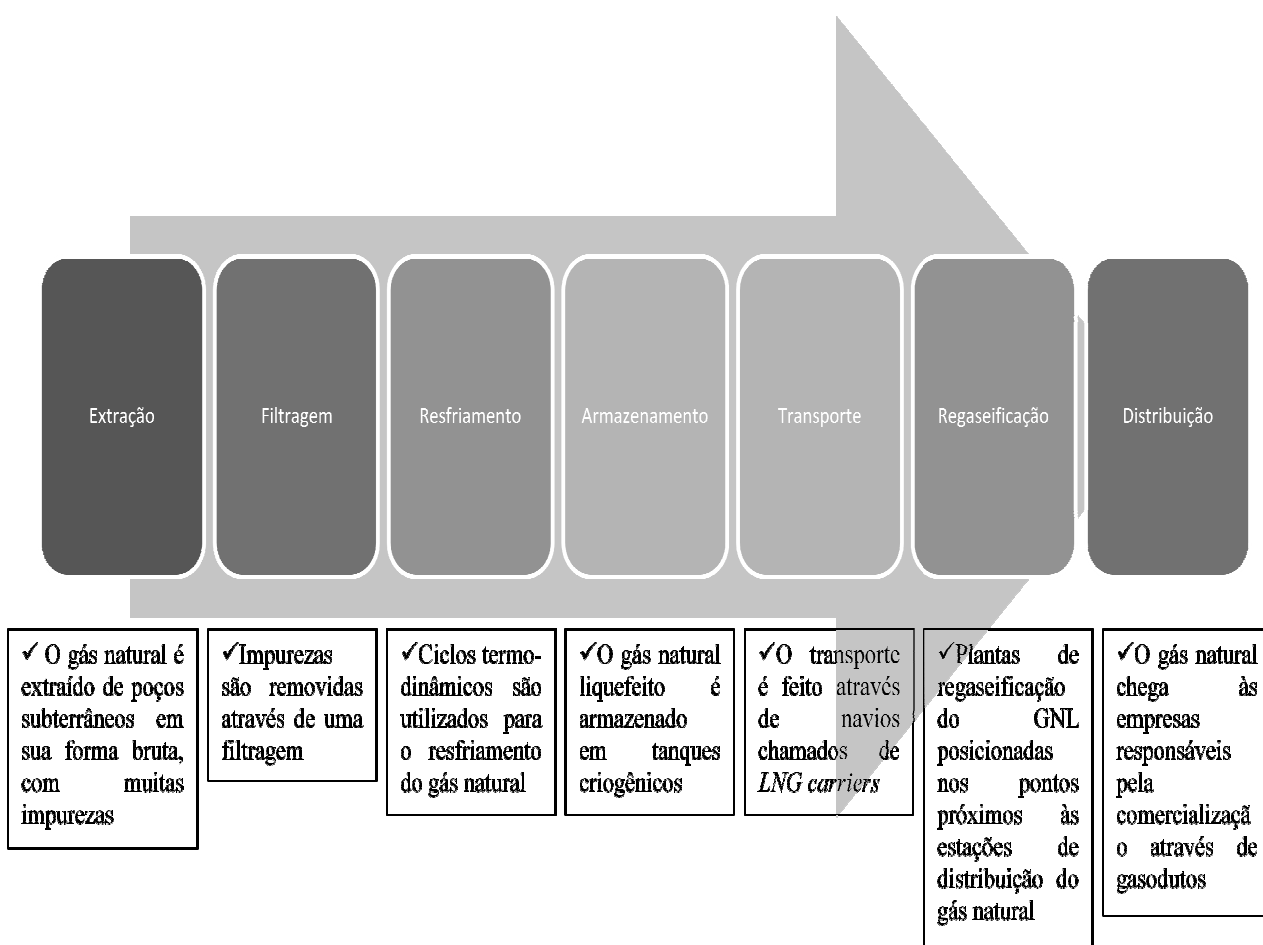 Extração
Filtragem
Resfriamento
Armazenamento
Transporte
Regaseificação
Distribuição
✓ O gás natural é
extraído de poços
subterrâneos em
sua forma bruta,
com muitas
impurezas
✓Impurezas
são removidas
através de uma
filtragem
✓Ciclos termo-
dinâmicos são
utilizados para
o resfriamento
do gás natural
✓O gás natural
liquefeito é
armazenado
em tanques
criogênicos
✓O transporte
é feito através
de navios
chamados de
LNG carriers
✓Plantas de
regaseificação
do GNL
posicionadas
nos pontos
próximos às
estações de
distribuição do
gás natural
✓O gás natural
chega às
empresas
responsáveis
pela
comercializaçã
o através de
gasodutos